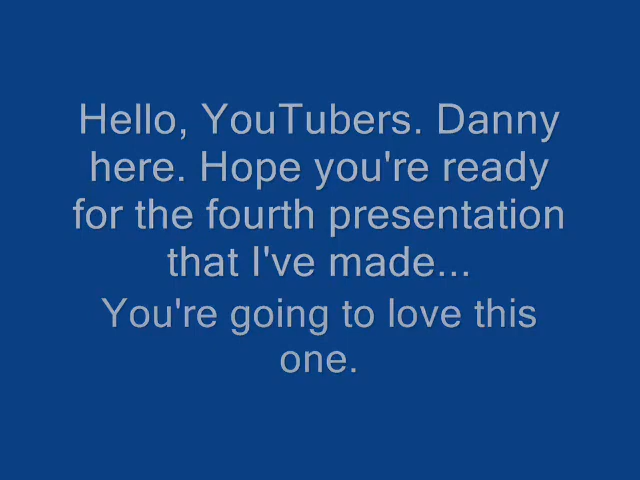 Hello, YouTubers. Danny
here. Hope you're ready
for the fourth presentation
that I've made...
You're going to love this
one.